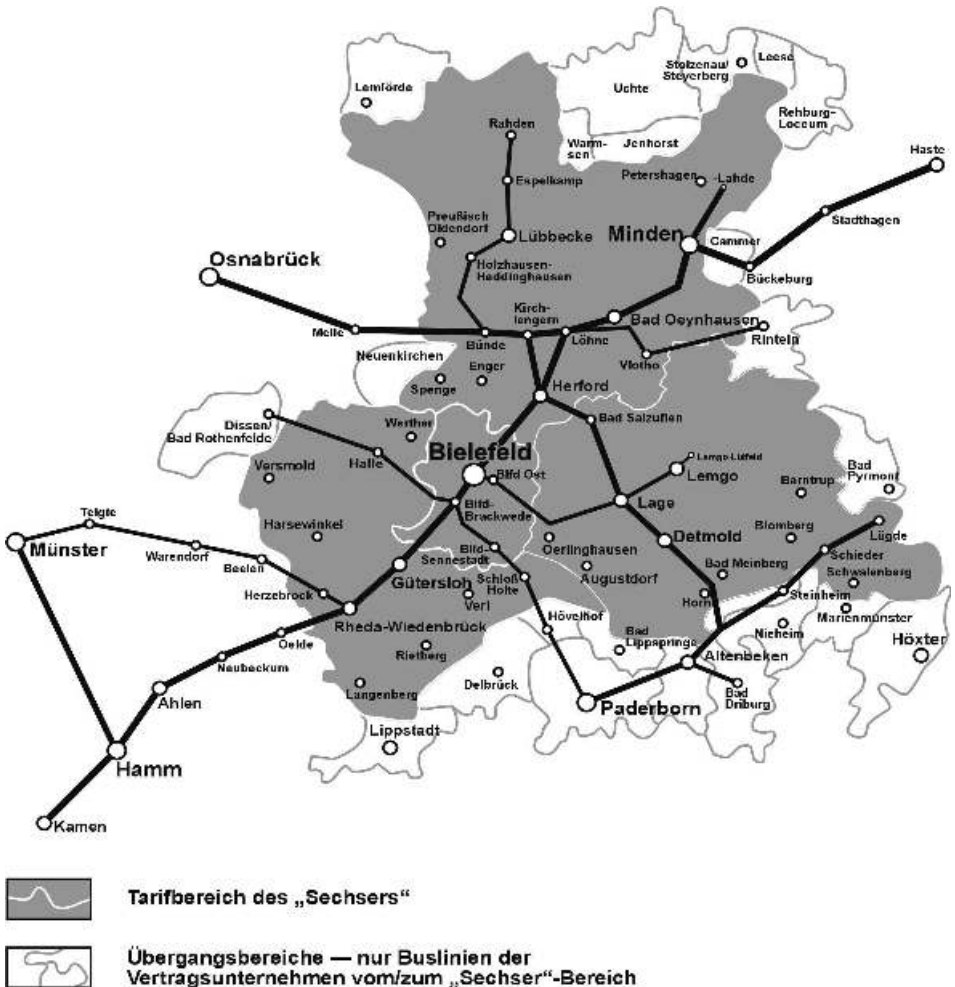 Lemförde
Stolzenau/
Steyerberg
Leese
Uchte
Rehburg-
Loccum
Rahden
Warm-
sen
Jenhorst
Haste
Espelkamp
Petershagen
-Lahde
Preußisch
Oldendorf
Lübbecke
Minden
Cammer
Stadthagen
Osnabrück
Holzhausen-
Heddinghausen
Bückeburg
Kirch-
lengern
Bad Oeynhausen
Melle
Bünde
Löhne
Rinteln
Neuenkirchen
Enger
Vlotho
Spenge
Herford
Dissen/
Bad Rothenfelde
Werther
Bad Salzuflen
Bielefeld
Halle
Blfd Ost
Lemgo-Lüttfeld
Versmold
Lemgo
Bad
Pyrmont
Barntrup
Telgte
Blfd-
Brackwede
Lage
Harsewinkel
Blomberg
Lügde
Münster
Detmold
Warendorf
Blfd-
Sennestadt
Oerlinghausen
Schieder
Beelen
Bad Meinberg
Schwalenberg
Gütersloh
Schloß
Holte
Augustdorf
Herzebrock
Verl
Horn
Steinheim
Hövelhof
Marienmünster
Rheda-Wiedenbrück
Bad
Lippspringe
Nieheim
Höxter
Oelde
Rietberg
Altenbeken
Neubeckum
Delbrück
Bad
Driburg
Ahlen
Langenberg
Paderborn
Lippstadt
Hamm
Kamen
Tarifbereich des „Sechsers“
Übergangsbereiche — nur Buslinien der
Vertragsunternehmen vom/zum „Sechser“-Bereich